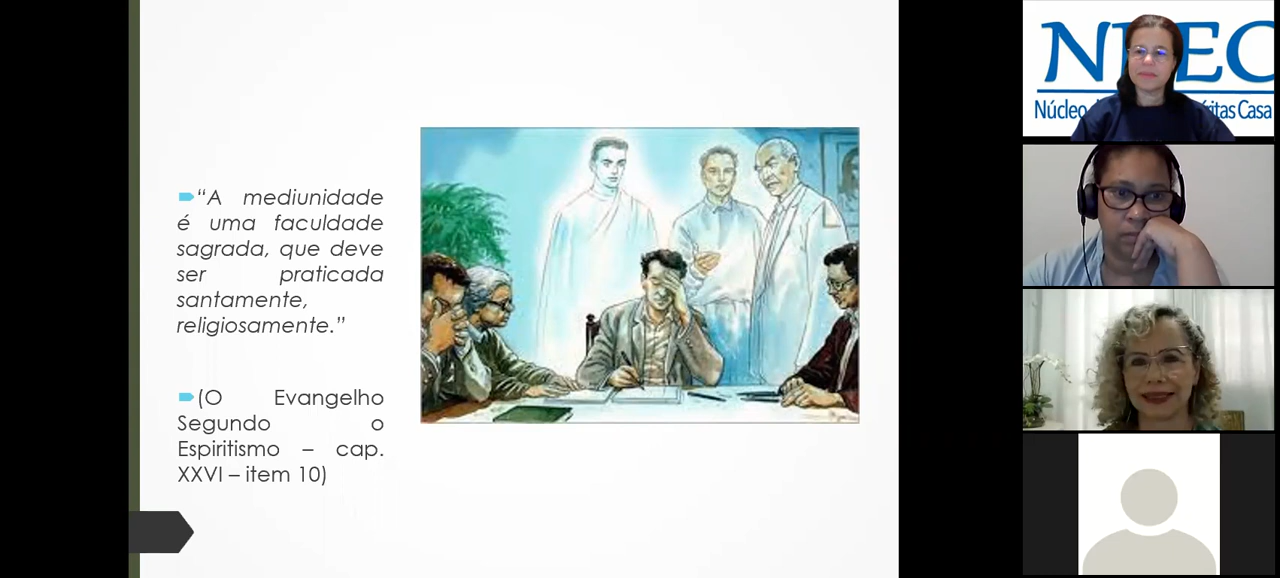 “A mediunidade
é uma faculdade
sagrada, que deve
ser praticada
santamente,
religiosamente.”
(O Evangelho
Segundo o
Espiritismo – cap.
XXVI – item 10)
Núcleo
Casa